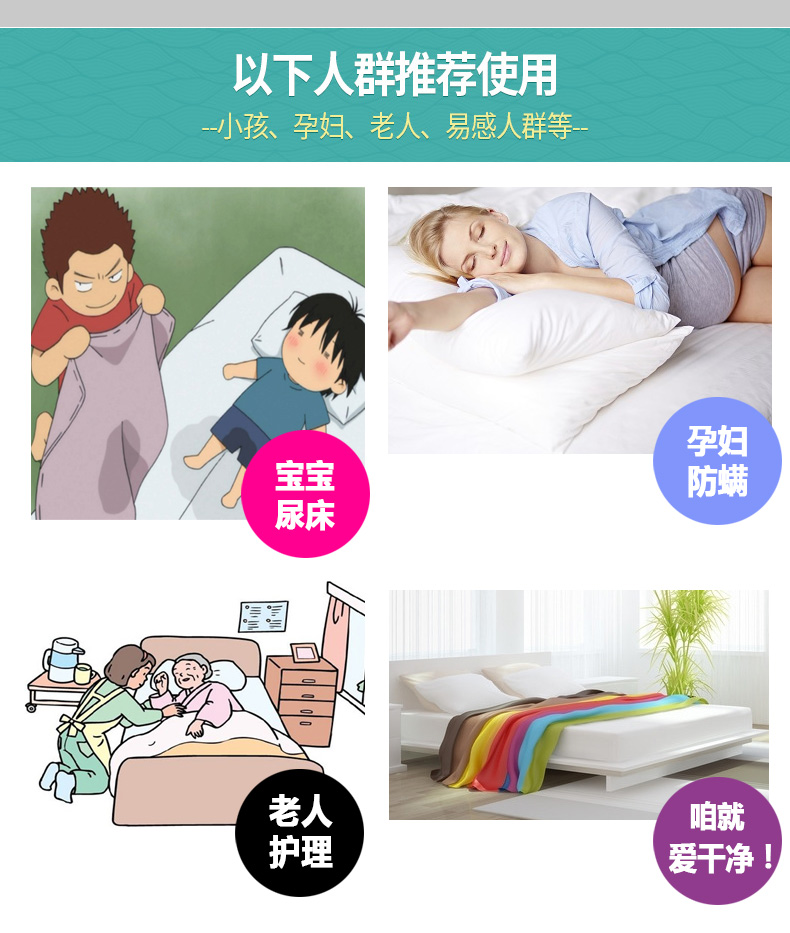 以下人群推荐使用
--小孩、孕妇、老人、易感人群等--
宝宝
尿床
孕妇
防螨
老人
护理
咱就
爱干净！